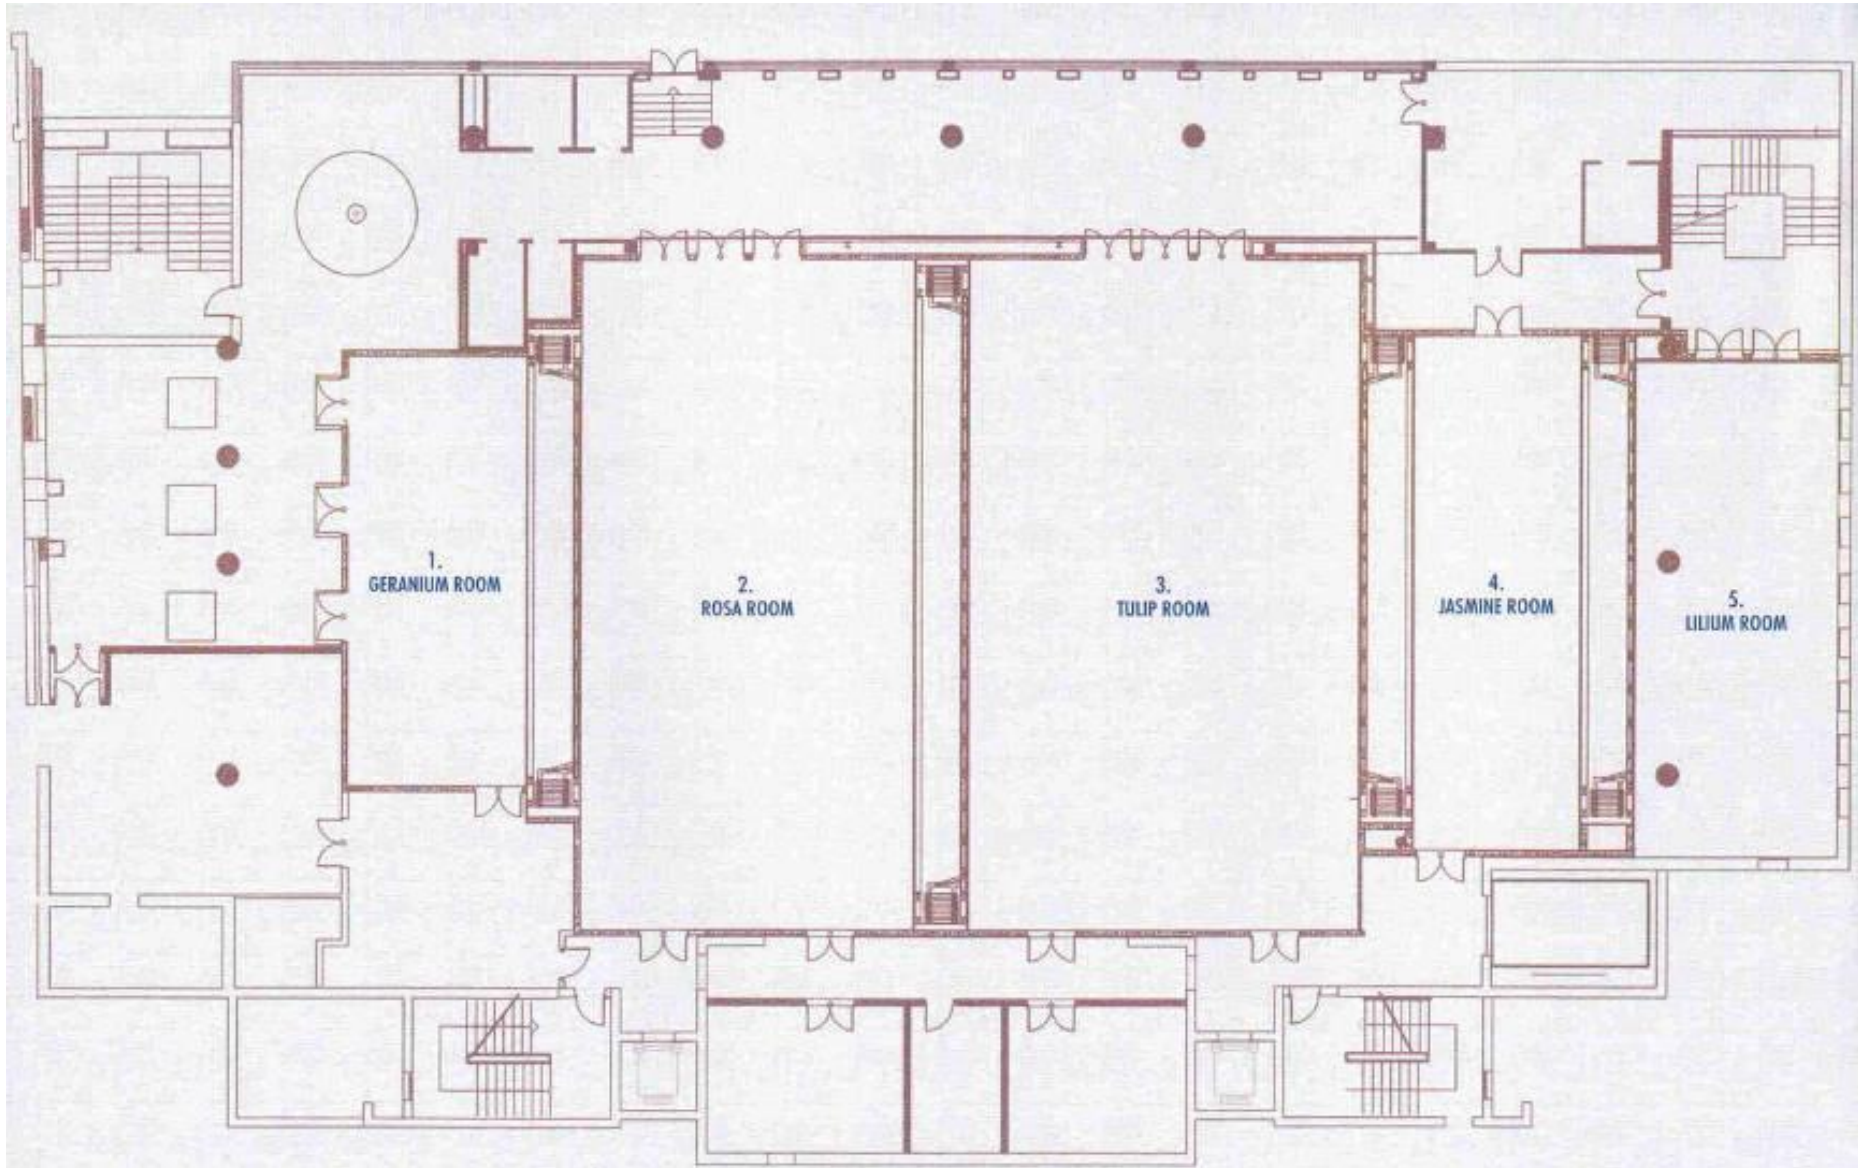 1.
GERANIUM ROOM
2.
ROSA ROOM
3.
TULIP ROOM
4.
JASMINE ROOM
5.
LILIUM ROOM